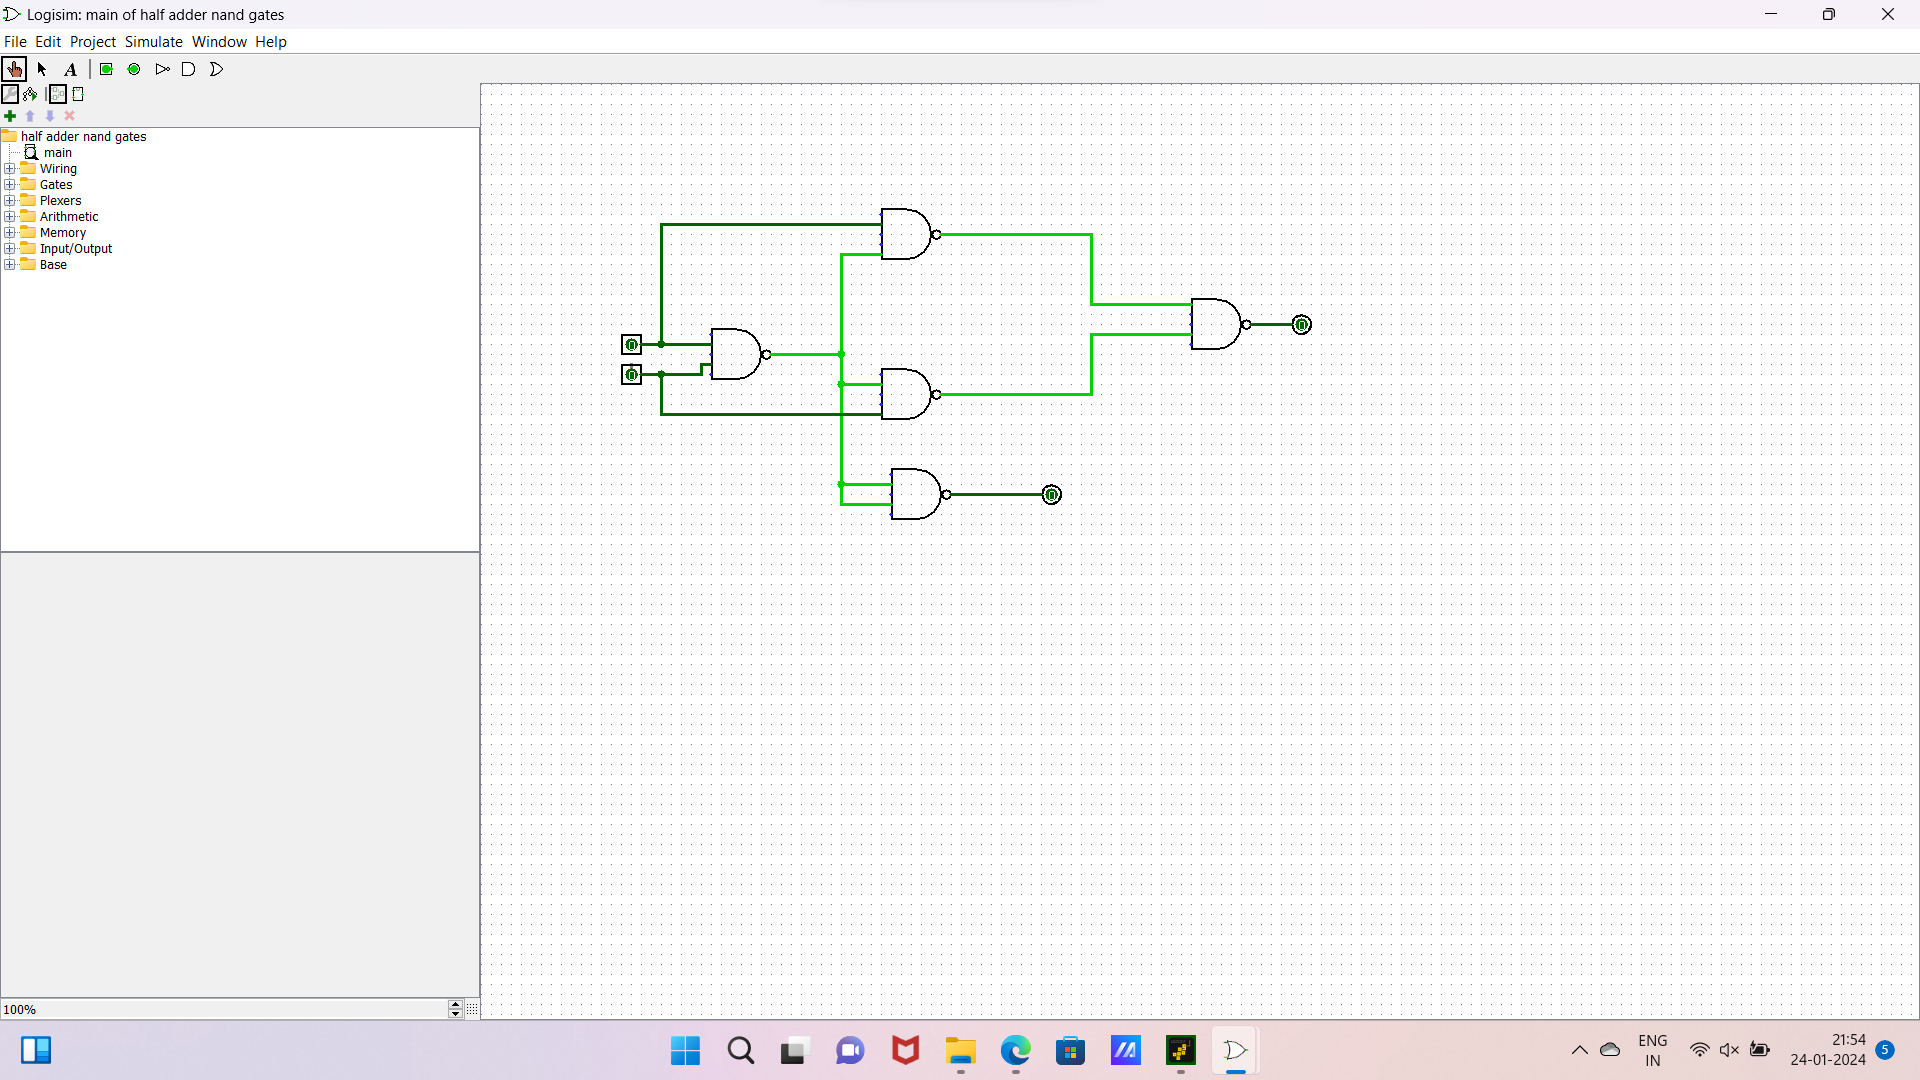 Logisim: main of half adder nand gates
File Edit Project Simulate Window Help
A
half adder nand gates
main
Wiring
Gates
Plexers
Arithmetic
Memory
Input/Output
Base
0
0
0
0
100%
ENG
IN
21:54
24-01-2024
5